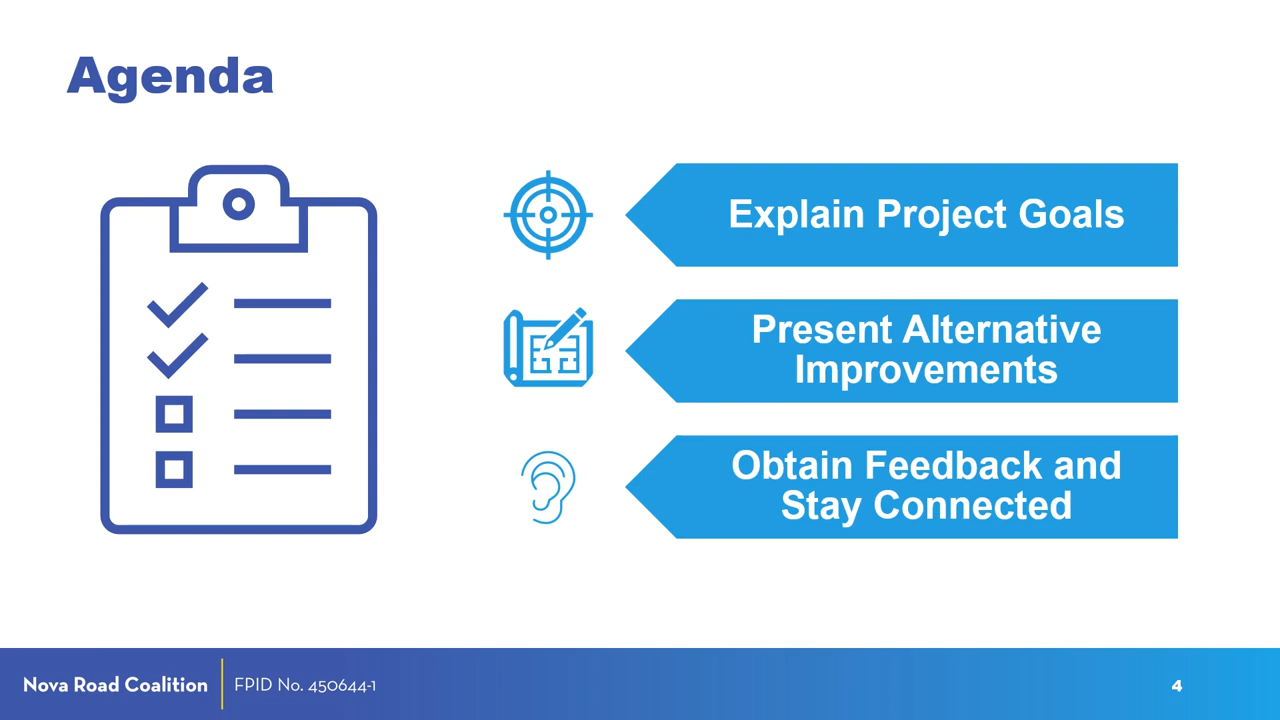 Agenda
Explain Project Goals
Present Alternative
Improvements
Obtain Feedback and
Stay Connected
Nova Road Coalition
FPID No. 450644-1
4